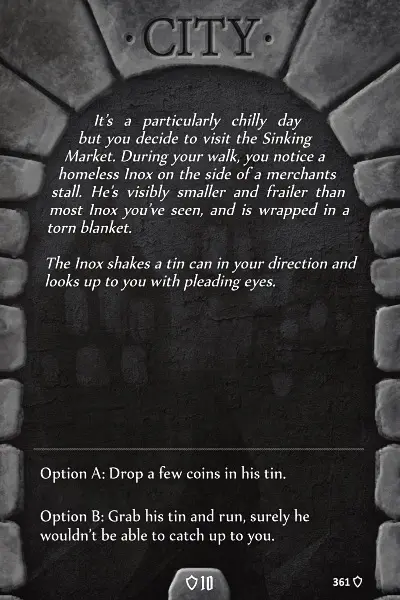 · CITY ·
It's a particularly chilly day
but you decide to visit the Sinking
Market. During your walk, you notice a
homeless Inox on the side of a merchants
stall. He's visibly smaller and frailer than
most Inox you've seen, and is wrapped in a
torn blanket.
The Inox shakes a tin can in your direction and
looks up to you with pleading eyes.
Option A: Drop a few coins in his tin.
Option B: Grab his tin and run, surely he
wouldn't be able to catch up to you.
10
361